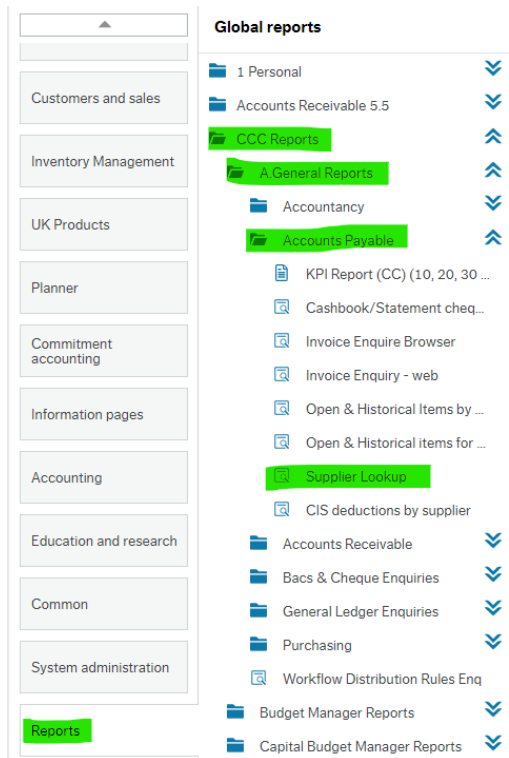 Global reports
1 Personal
Customers and sales
Accounts Receivable 5.5
CCC Reports
Inventory Management
A.General Reports
Accountancy
UK Products
Accounts Payable
KPI Report (CC) (10, 20, 30 ...
Planner
Cashbook/Statement cheq...
Commitment
accounting
Invoice Enquire Browser
Invoice Enquiry - web
Information pages
Open & Historical Items by ...
Open & Historical items for ...
Accounting
Supplier Lookup
CIS deductions by supplier
Education and research
Accounts Receivable
Bacs & Cheque Enquiries
Common
General Ledger Enquiries
Purchasing
System administration
Workflow Distribution Rules Enq
Budget Manager Reports
Reports
Capital Budget Manager Reports